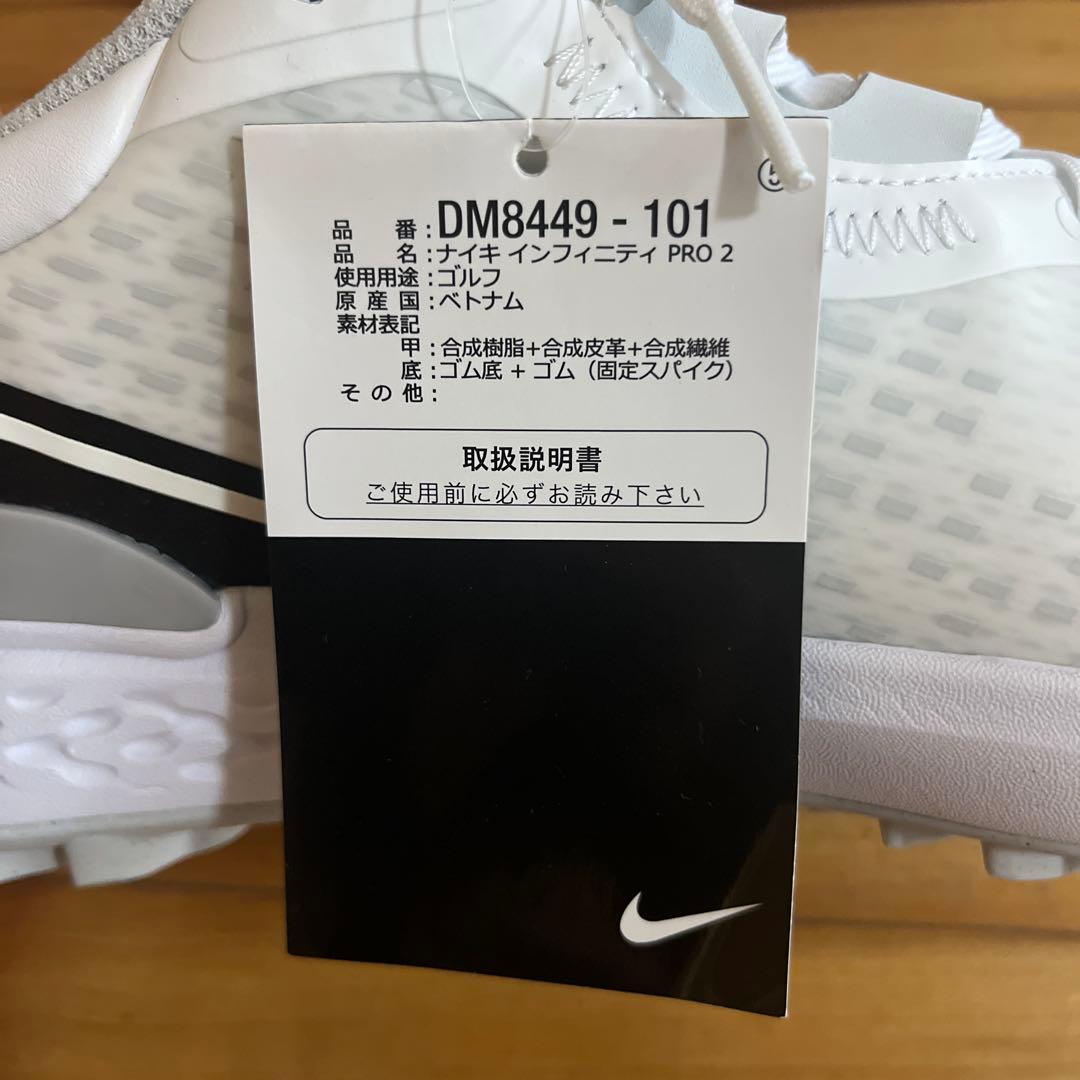 ⑤
品 番:DM8449 - 101
品 名:ナイキ インフィニティ PRO 2
使用用途:ゴルフ
原 産 国:ベトナム
素材表記
甲:合成樹脂+合成皮革+合成繊維
底:ゴム底 + ゴム(固定スパイク)
そ の 他:
取扱説明書
ご使用前に必ずお読み下さい